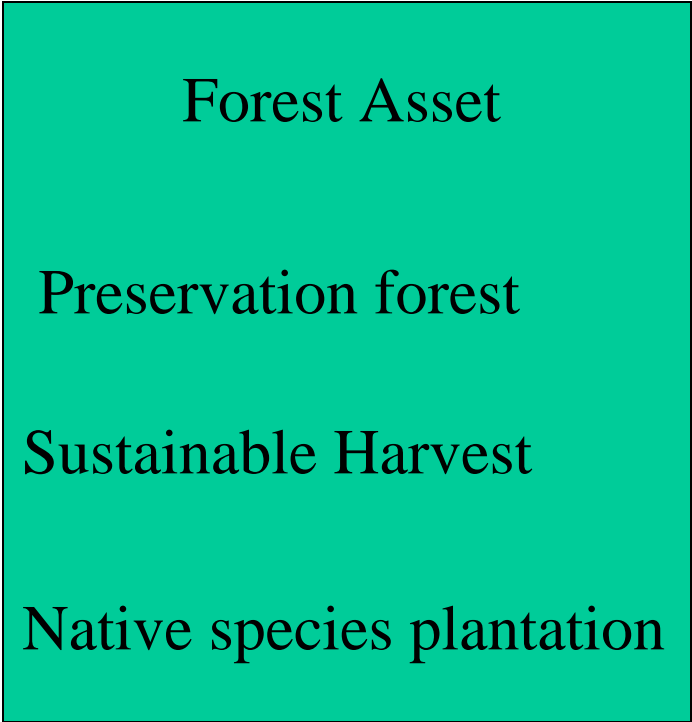 Forest Asset
Preservation forest
Sustainable Harvest
Native species plantation